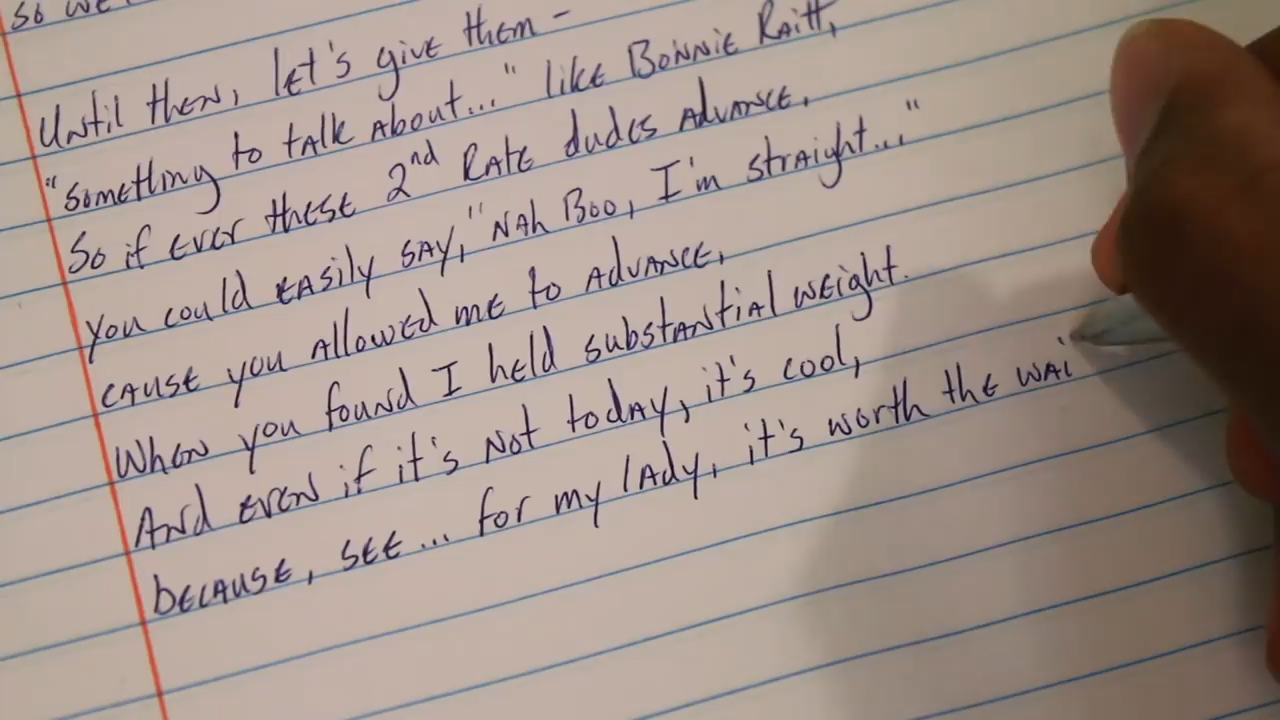 So we
Until then, let's give them -
"something to talk about..." like Bonnie Raitt,
So if ever these 2nd Rate dudes advance,
you could easily say, "Nah Boo, I'm straight..."
cause you allowed me to advance,
When you found I held substantial weight.
And even if it's not today, it's cool,
because, see... for my lady, it's worth the wai